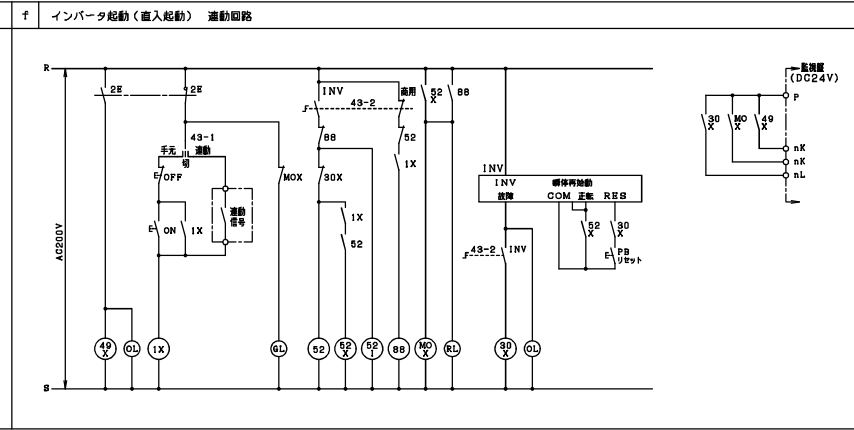 f インバータ起動(直入起動) 連動回路
R
2E 2E
INV 商用 52 X 88
43-2
監視盤
(DC24V)
P
30 X MO X 49 X
nK
nK
nL
43-1
手元 連動
切
OFF
88 52
MOX 30X 1X
INV
INV 瞬停再始動
故障 COM 正転 RES
連動
信号
ON 1X
1X
52
52 X 30 X
43-2 INV
PB
リセット
AC200V
49 X OL 1X GL 52 52 X 52 I 88 MO X RL 30 X OL
S